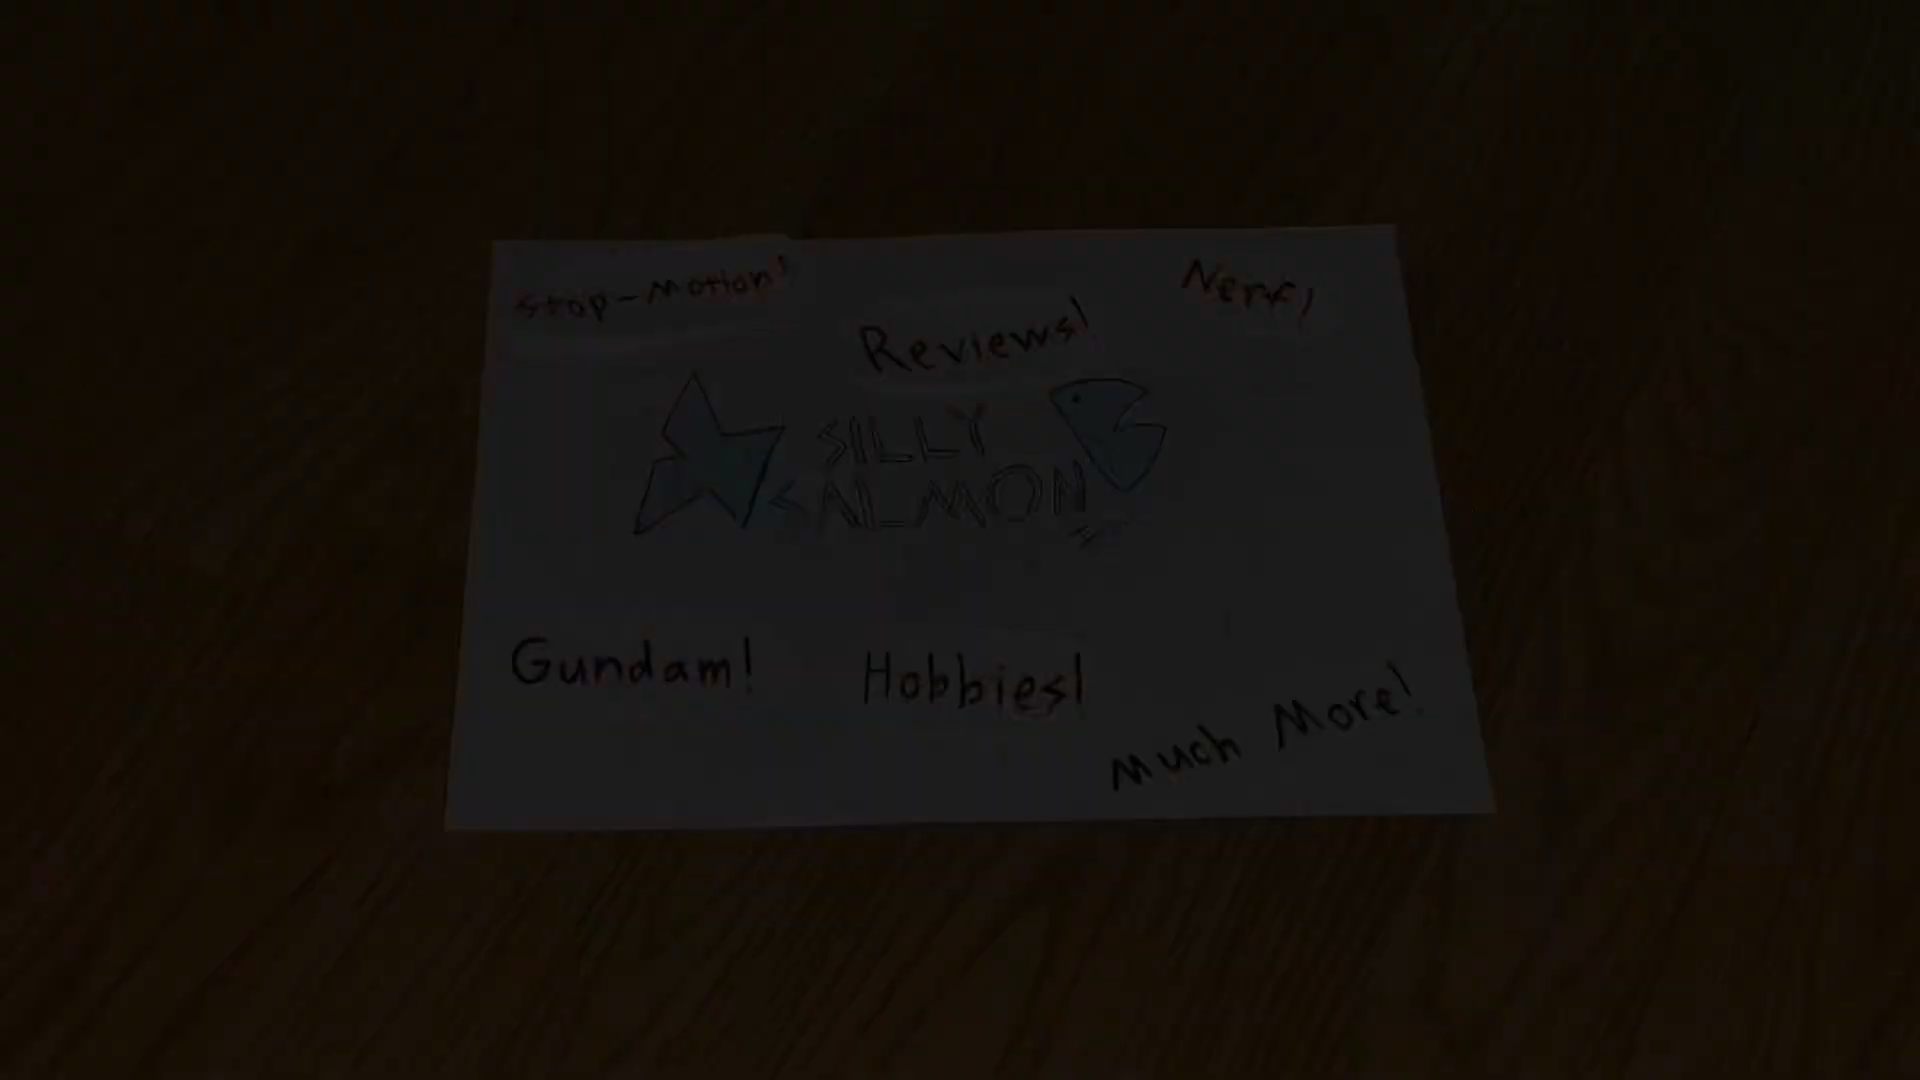 Stop-Motion!
Nerf!
Reviews!
SILLY
SALMON
Gundam!
Hobbies!
Much More!